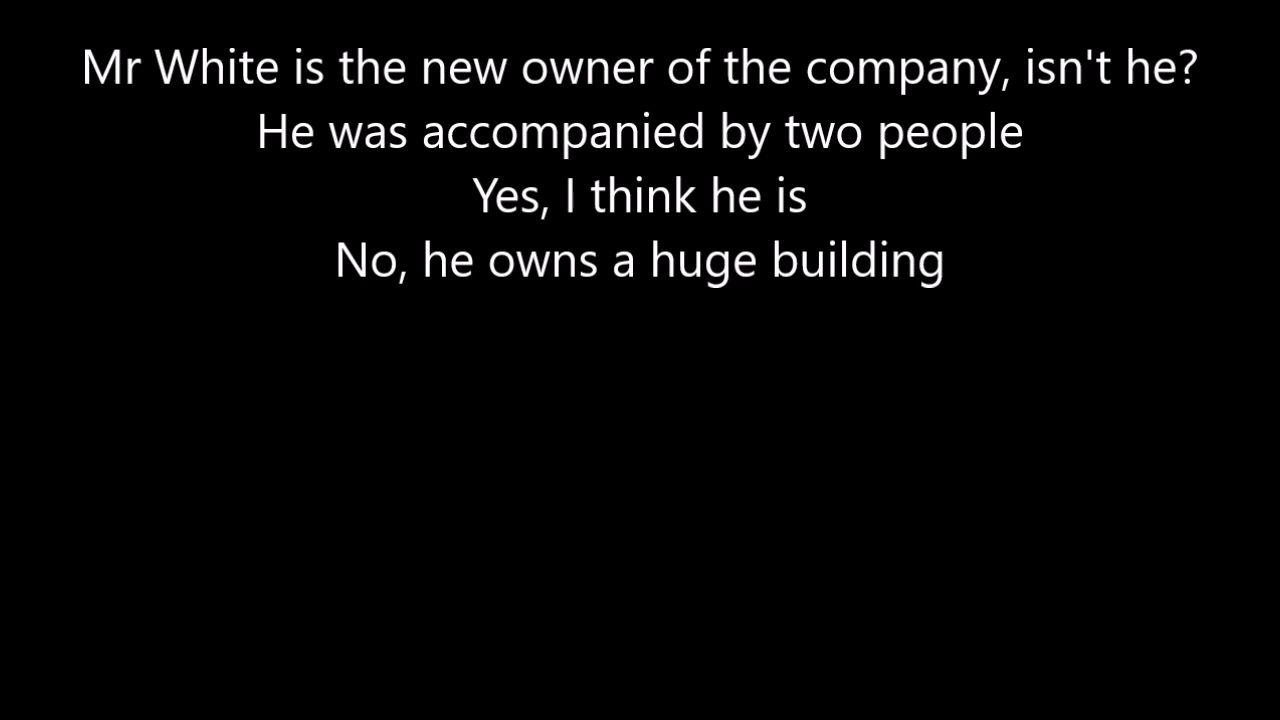 Mr White is the new owner of the company, isn't he?
He was accompanied by two people
Yes, I think he is
No, he owns a huge building